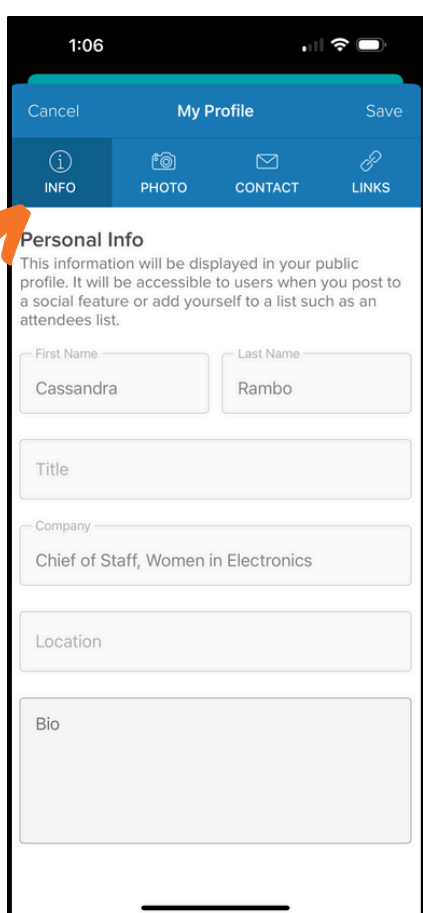 1:06
Cancel My Profile Save
INFO PHOTO CONTACT LINKS
Personal Info
This information will be displayed in your public
profile. It will be accessible to users when you post to
a social feature or add yourself to a list such as an
attendees list.
First Name Last Name
Cassandra Rambo
Title
Company
Chief of Staff, Women in Electronics
Location
Bio